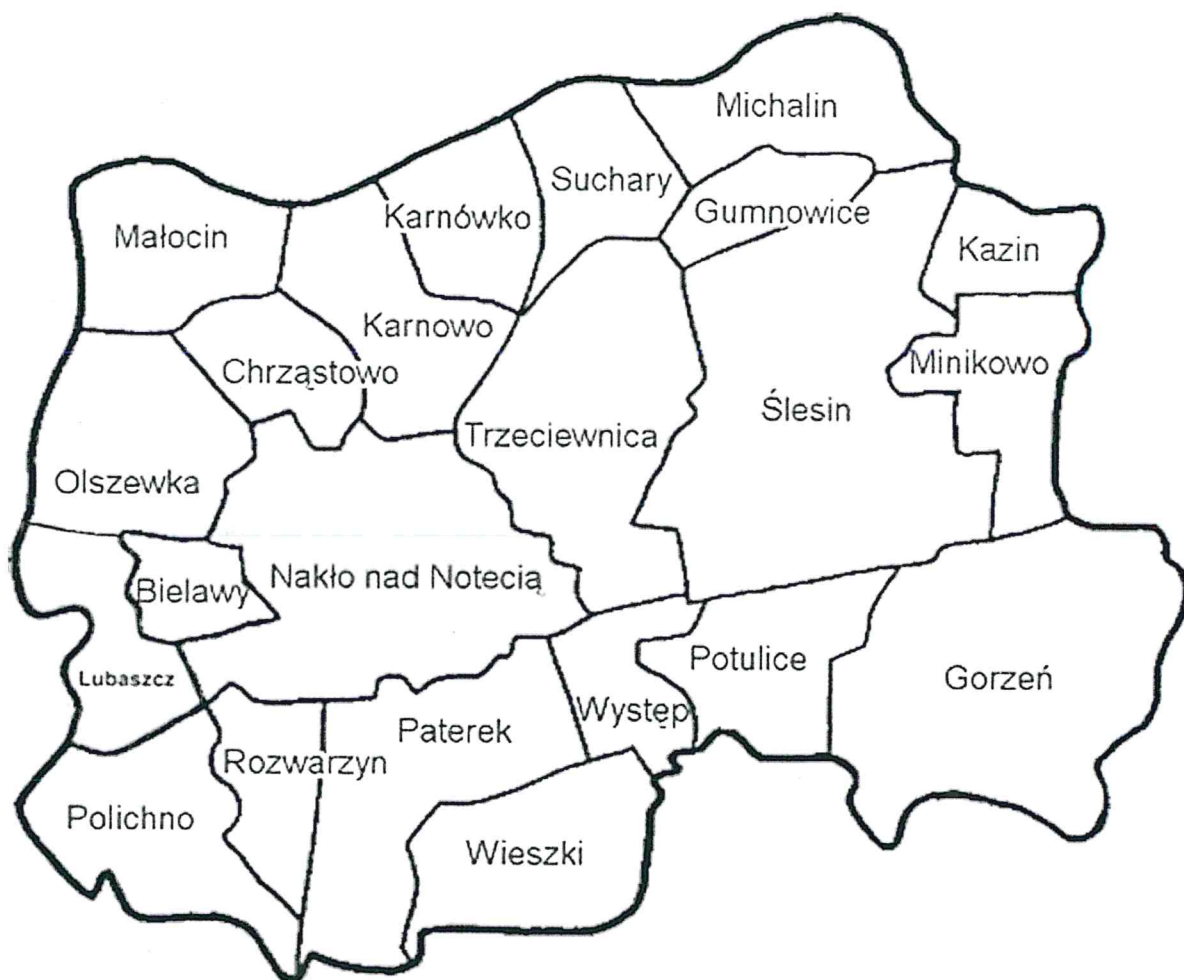 Michalin
Suchary
Karnówko
Gumnowice
Małocin
Kazin
Karnowo
Minikowo
Chrząstowo
Ślesin
Trzeciewnica
Olszewka
Nakło nad Notecią
Bielawy
Potulice
Lubaszcz
Gorzeń
Występ
Paterek
Rozwarzyn
Polichno
Wieszki